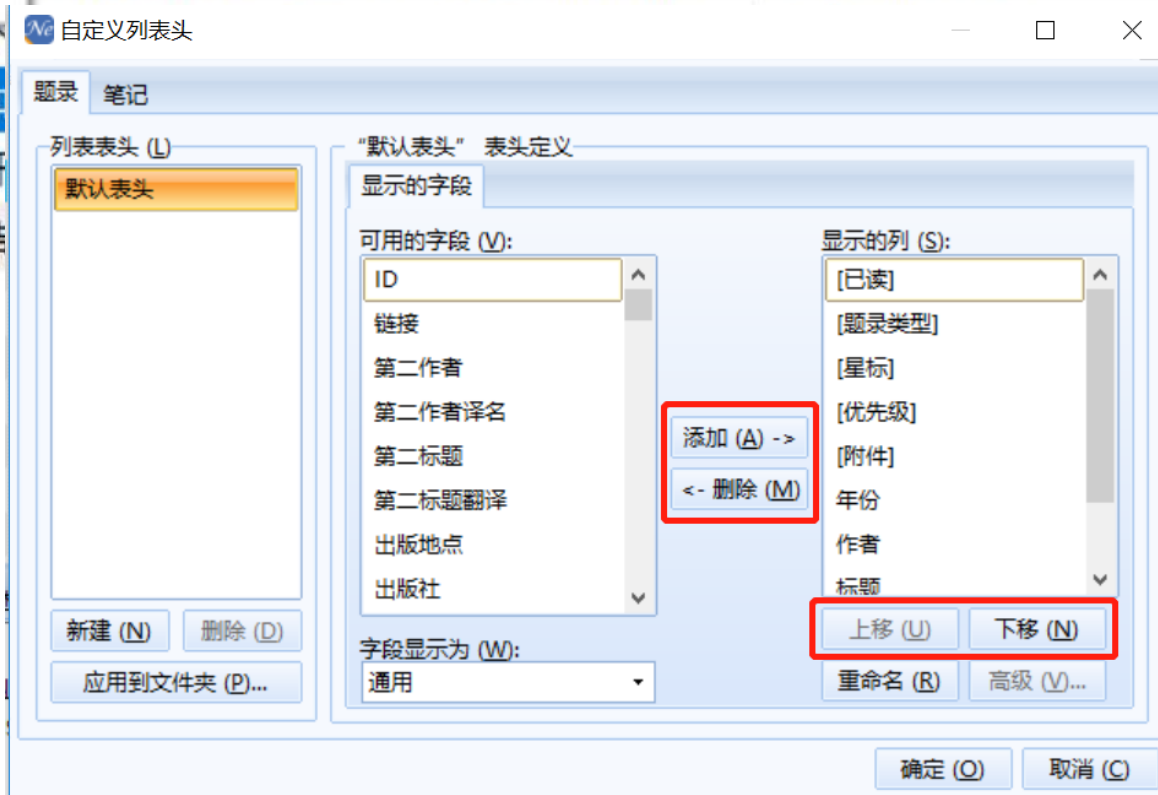 Ne 自定义列表头
题录 笔记
列表表头 (L)
默认表头
新建 (N) 删除 (D)
应用到文件夹 (P)...
“默认表头” 表头定义
显示的字段
可用的字段 (V):
ID
链接
第二作者
第二作者译名
第二标题
第二标题翻译
出版地点
出版社
字段显示为 (W):
通用
添加 (A) ->
<- 删除 (M)
显示的列 (S):
[已读]
[题录类型]
[星标]
[优先级]
[附件]
年份
作者
标题
上移 (U) 下移 (N)
重命名 (R) 高级 (V)...
确定 (O) 取消 (C)